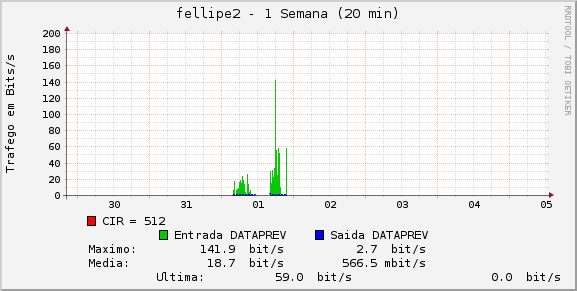 fellipe2 - 1 Semana (20 min)
RRDTOOL / TOBI OETIKER
Trafego em Bits/s
200
180
160
140
120
100
80
60
40
20
0
30 31 01 02 03 04 05
CIR = 512
Entrada DATAPREV Saida DATAPREV
Maximo: 141.9 bit/s 2.7 bit/s
Media: 18.7 bit/s 566.5 mbit/s
Ultima: 59.0 bit/s 0.0 bit/s